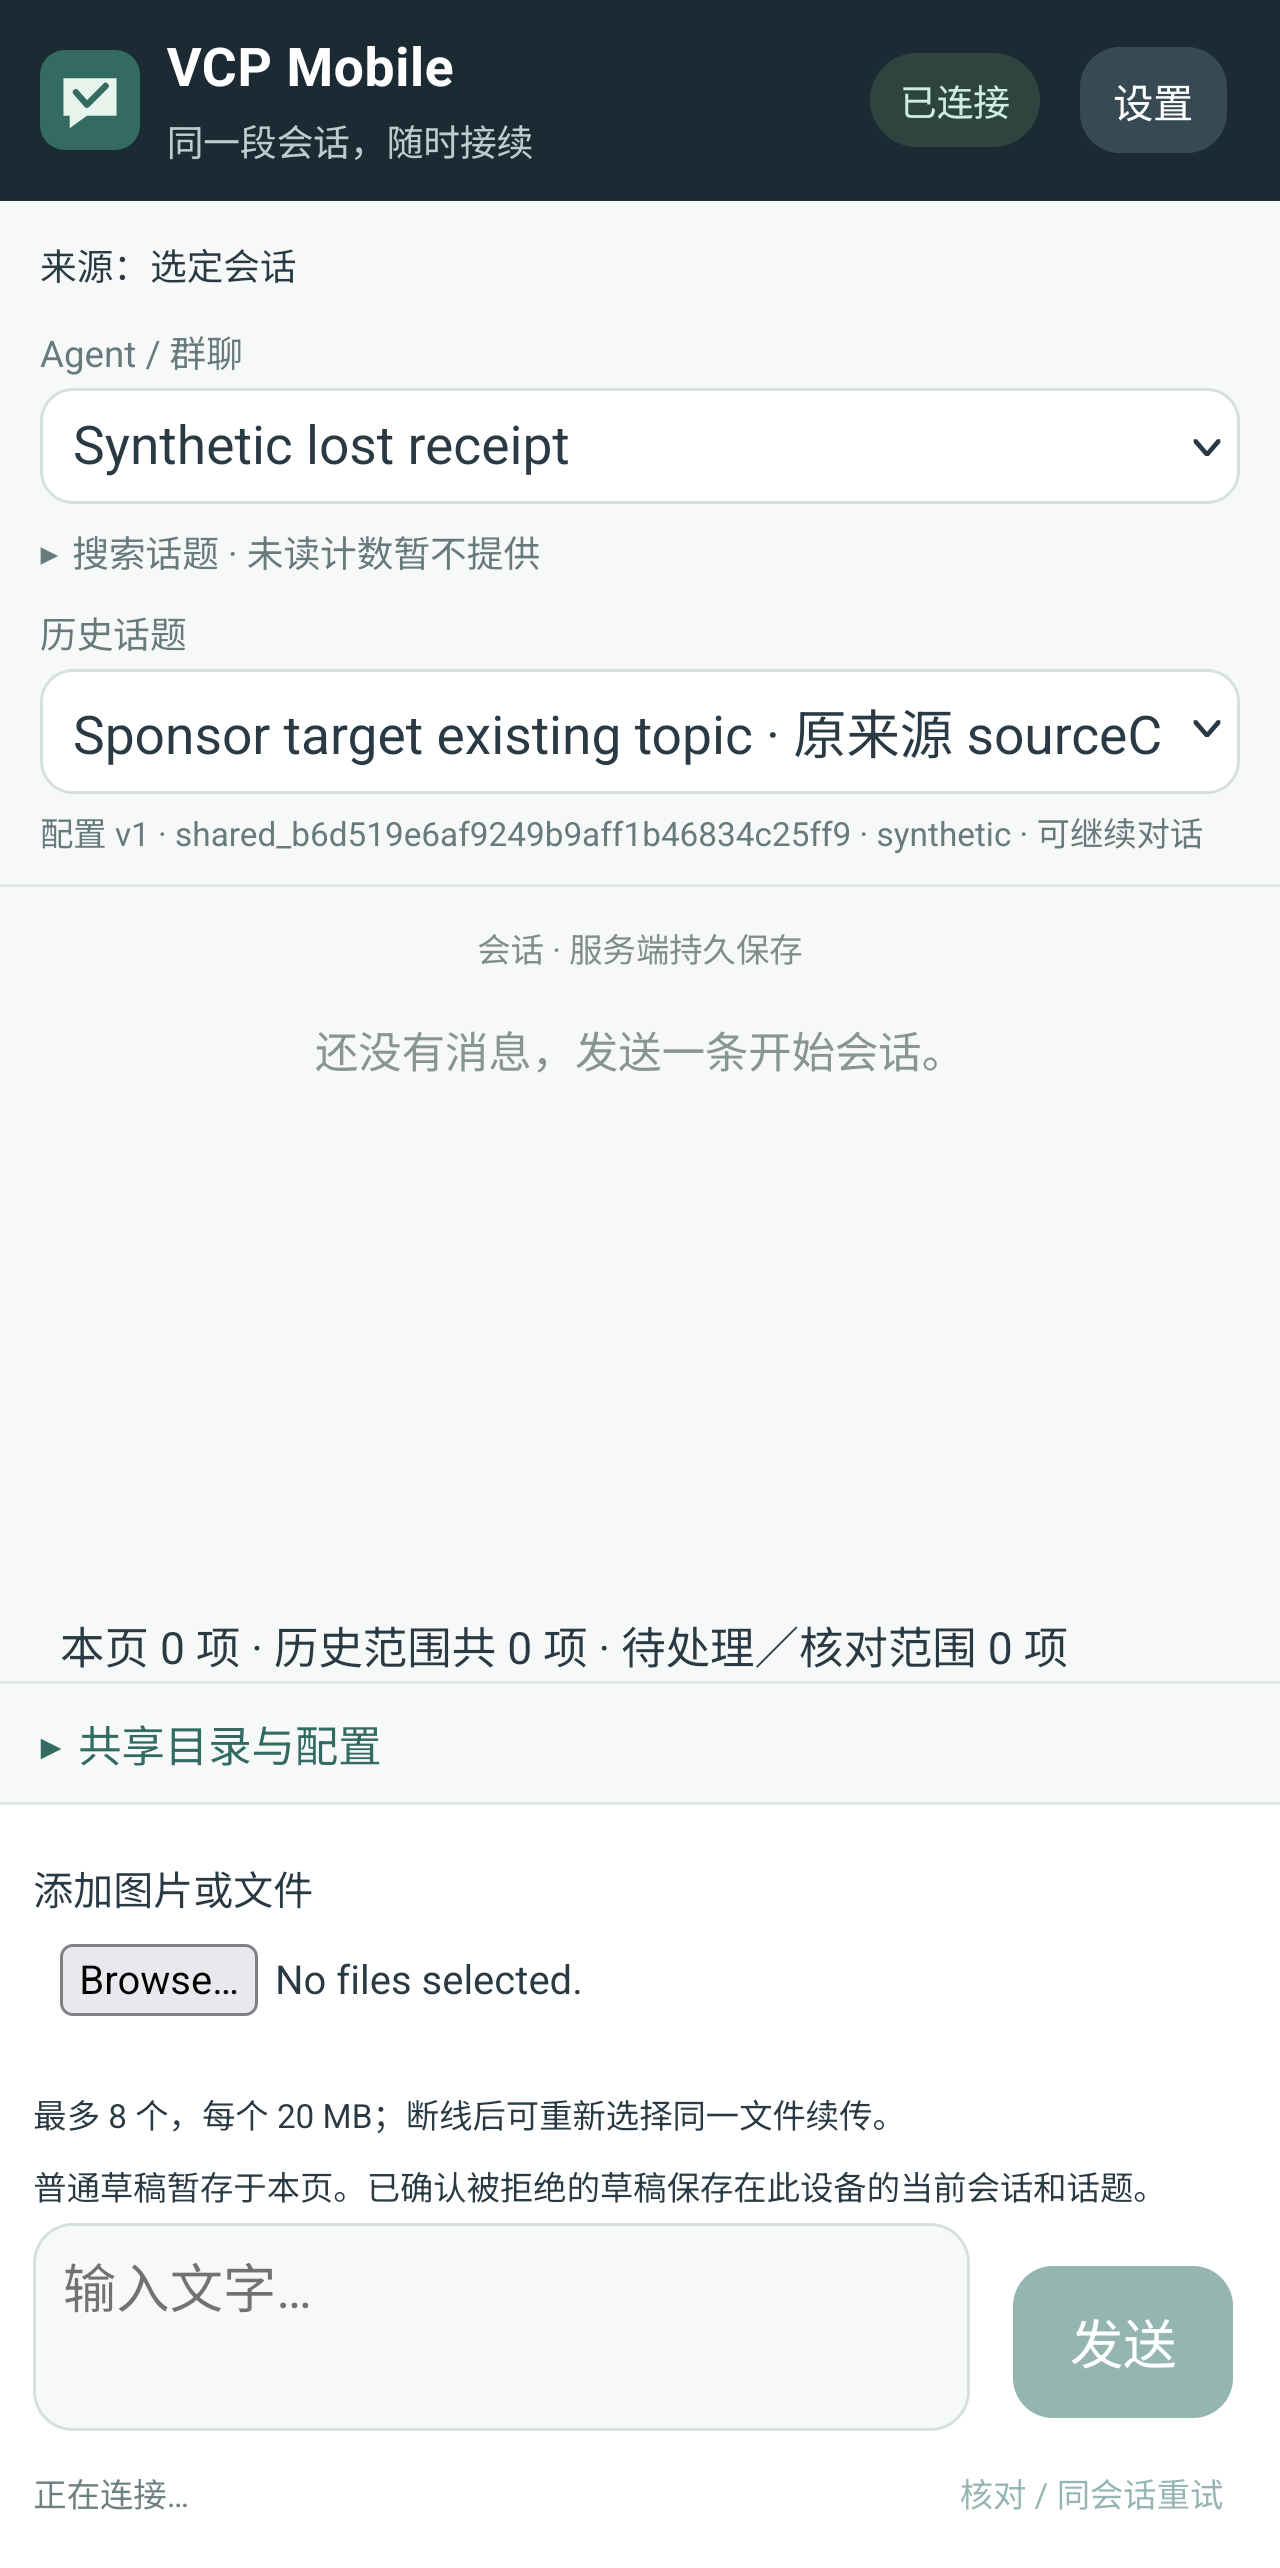 VCP Mobile
同一段会话，随时接续
已连接
设置
来源：选定会话
Agent / 群聊
Synthetic lost receipt
▸ 搜索话题 · 未读计数暂不提供
历史话题
Sponsor target existing topic · 原来源 sourceC
配置 v1 · shared_b6d519e6af9249b9aff1b46834c25ff9 · synthetic · 可继续对话
会话 · 服务端持久保存
还没有消息，发送一条开始会话。
本页 0 项 · 历史范围共 0 项 · 待处理／核对范围 0 项
▸ 共享目录与配置
添加图片或文件
Browse… No files selected.
最多 8 个，每个 20 MB；断线后可重新选择同一文件续传。
普通草稿暂存于本页。已确认被拒绝的草稿保存在此设备的当前会话和话题。
输入文字…
发送
正在连接…
核对 / 同会话重试